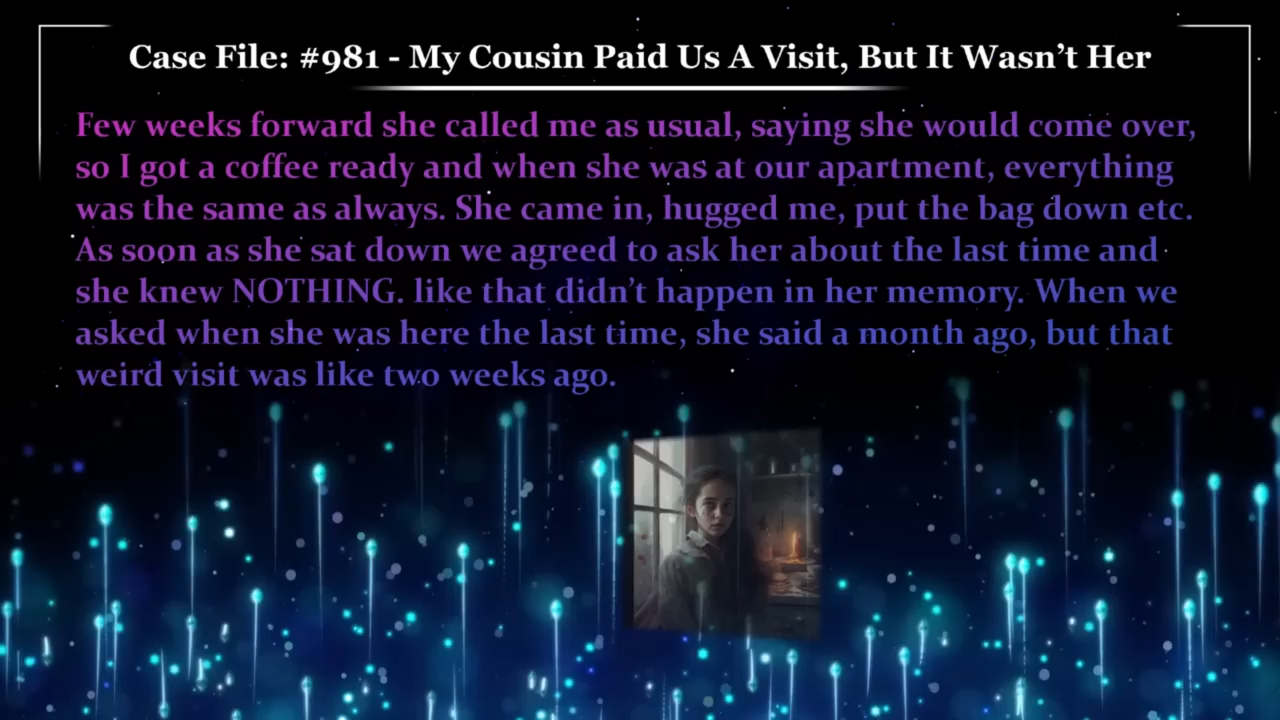 Case File: #981 - My Cousin Paid Us A Visit, But It Wasn’t Her
Few weeks forward she called me as usual, saying she would come over,
so I got a coffee ready and when she was at our apartment, everything
was the same as always. She came in, hugged me, put the bag down etc.
As soon as she sat down we agreed to ask her about the last time and
she knew NOTHING. like that didn’t happen in her memory. When we
asked when she was here the last time, she said a month ago, but that
weird visit was like two weeks ago.